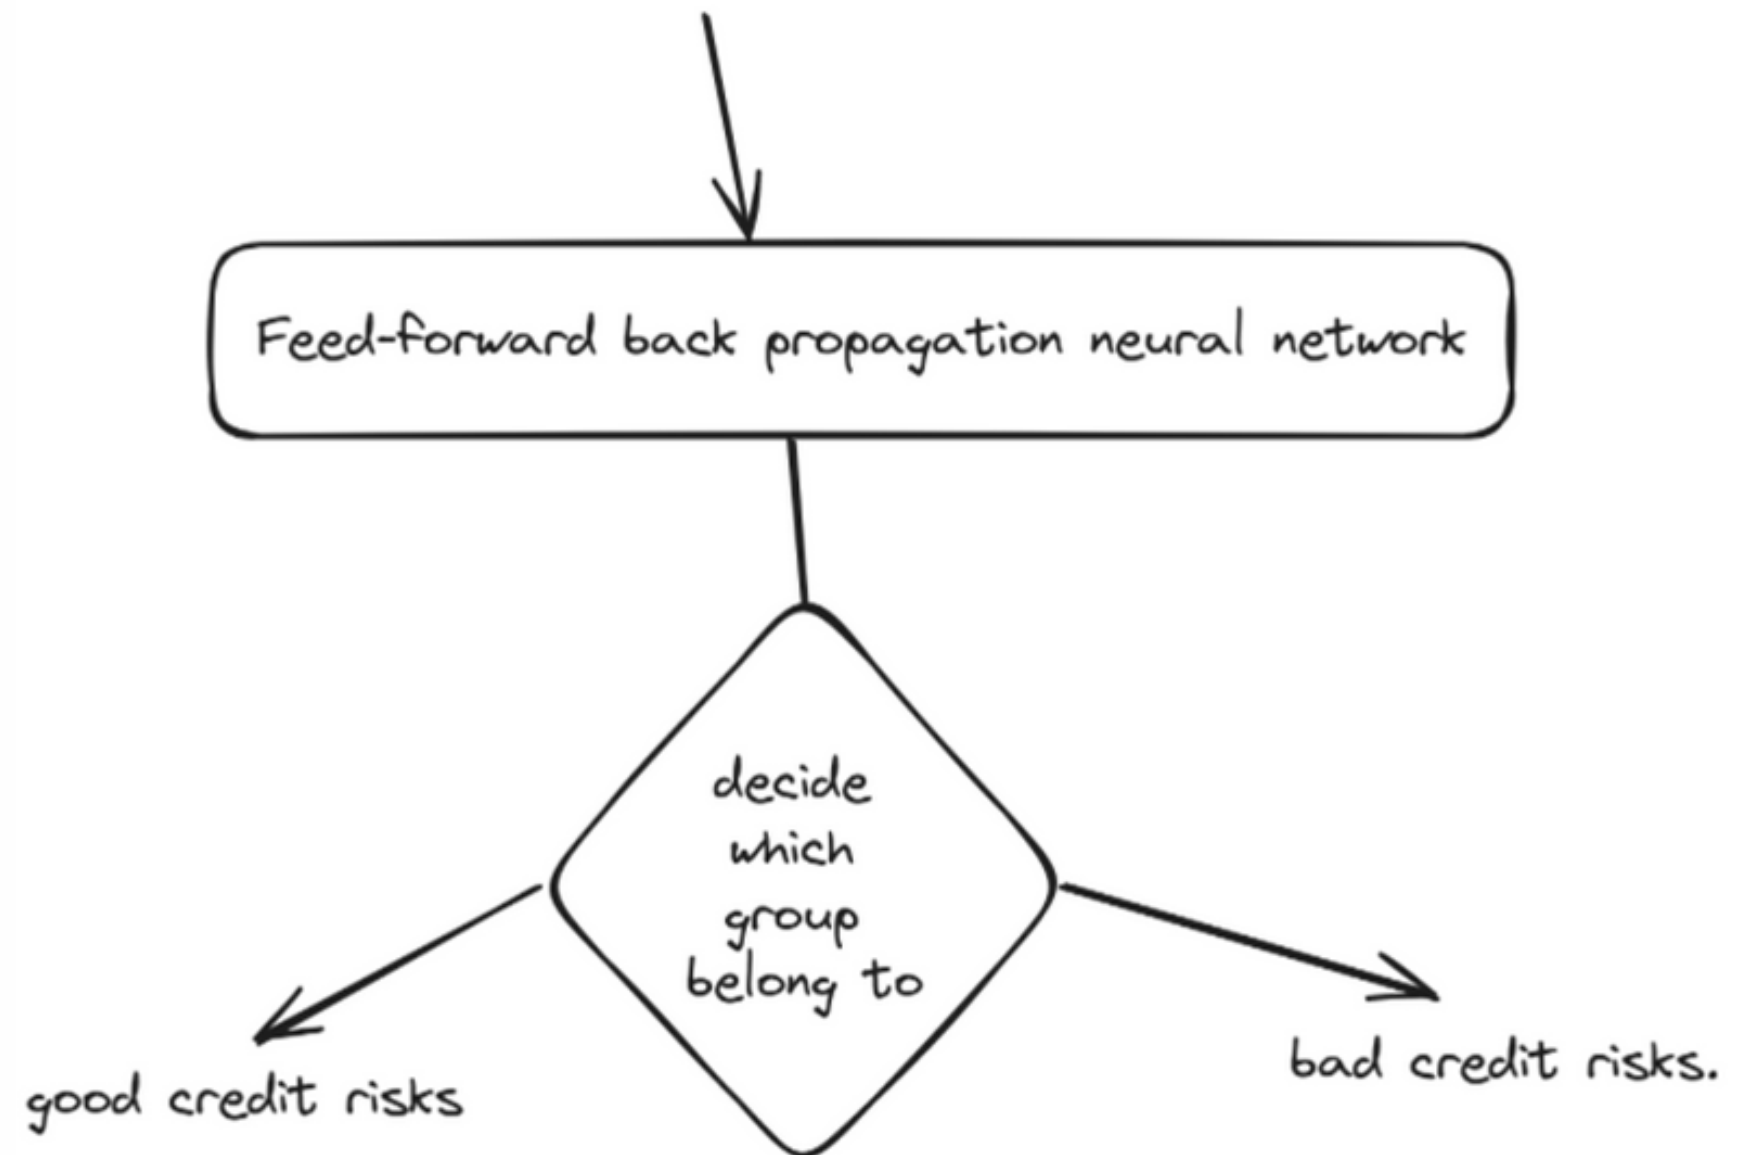 Feed-forward back propagation neural network
decide
which
group
belong to
good credit risks
bad credit risks.